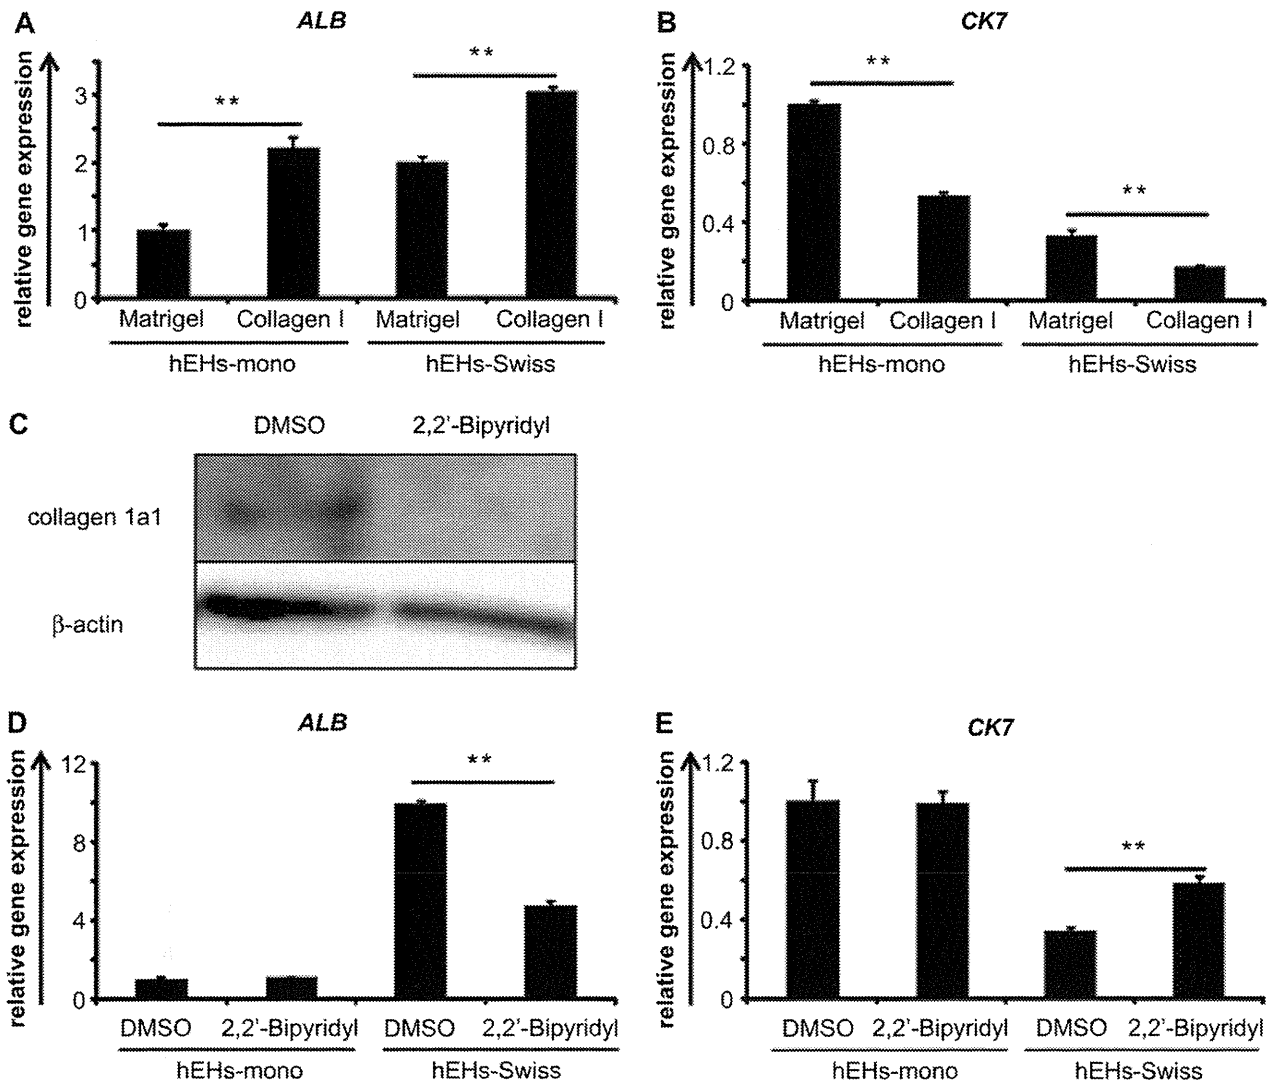 A
ALB
relative gene expression
3
2
1
0
**
**
Matrigel Collagen I Matrigel Collagen I
hEHs-mono hEHs-Swiss
B
CK7
relative gene expression
1.2
0.8
0.4
0
**
**
Matrigel Collagen I Matrigel Collagen I
hEHs-mono hEHs-Swiss
C
DMSO 2,2'-Bipyridyl
collagen 1a1
β-actin
D
ALB
relative gene expression
12
8
4
0
**
DMSO 2,2'-Bipyridyl DMSO 2,2'-Bipyridyl
hEHs-mono hEHs-Swiss
E
CK7
relative gene expression
1.2
0.8
0.4
0
**
DMSO 2,2'-Bipyridyl DMSO 2,2'-Bipyridyl
hEHs-mono hEHs-Swiss